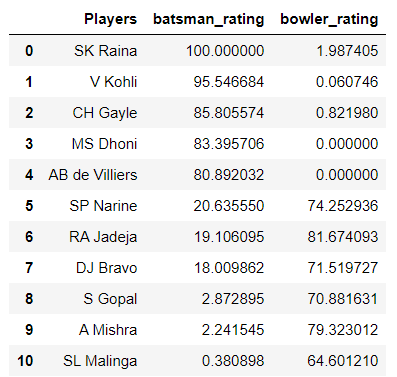 Players batsman_rating bowler_rating
0 SK Raina 100.000000 1.987405
1 V Kohli 95.546684 0.060746
2 CH Gayle 85.805574 0.821980
3 MS Dhoni 83.395706 0.000000
4 AB de Villiers 80.892032 0.000000
5 SP Narine 20.635550 74.252936
6 RA Jadeja 19.106095 81.674093
7 DJ Bravo 18.009862 71.519727
8 S Gopal 2.872895 70.881631
9 A Mishra 2.241545 79.323012
10 SL Malinga 0.380898 64.601210